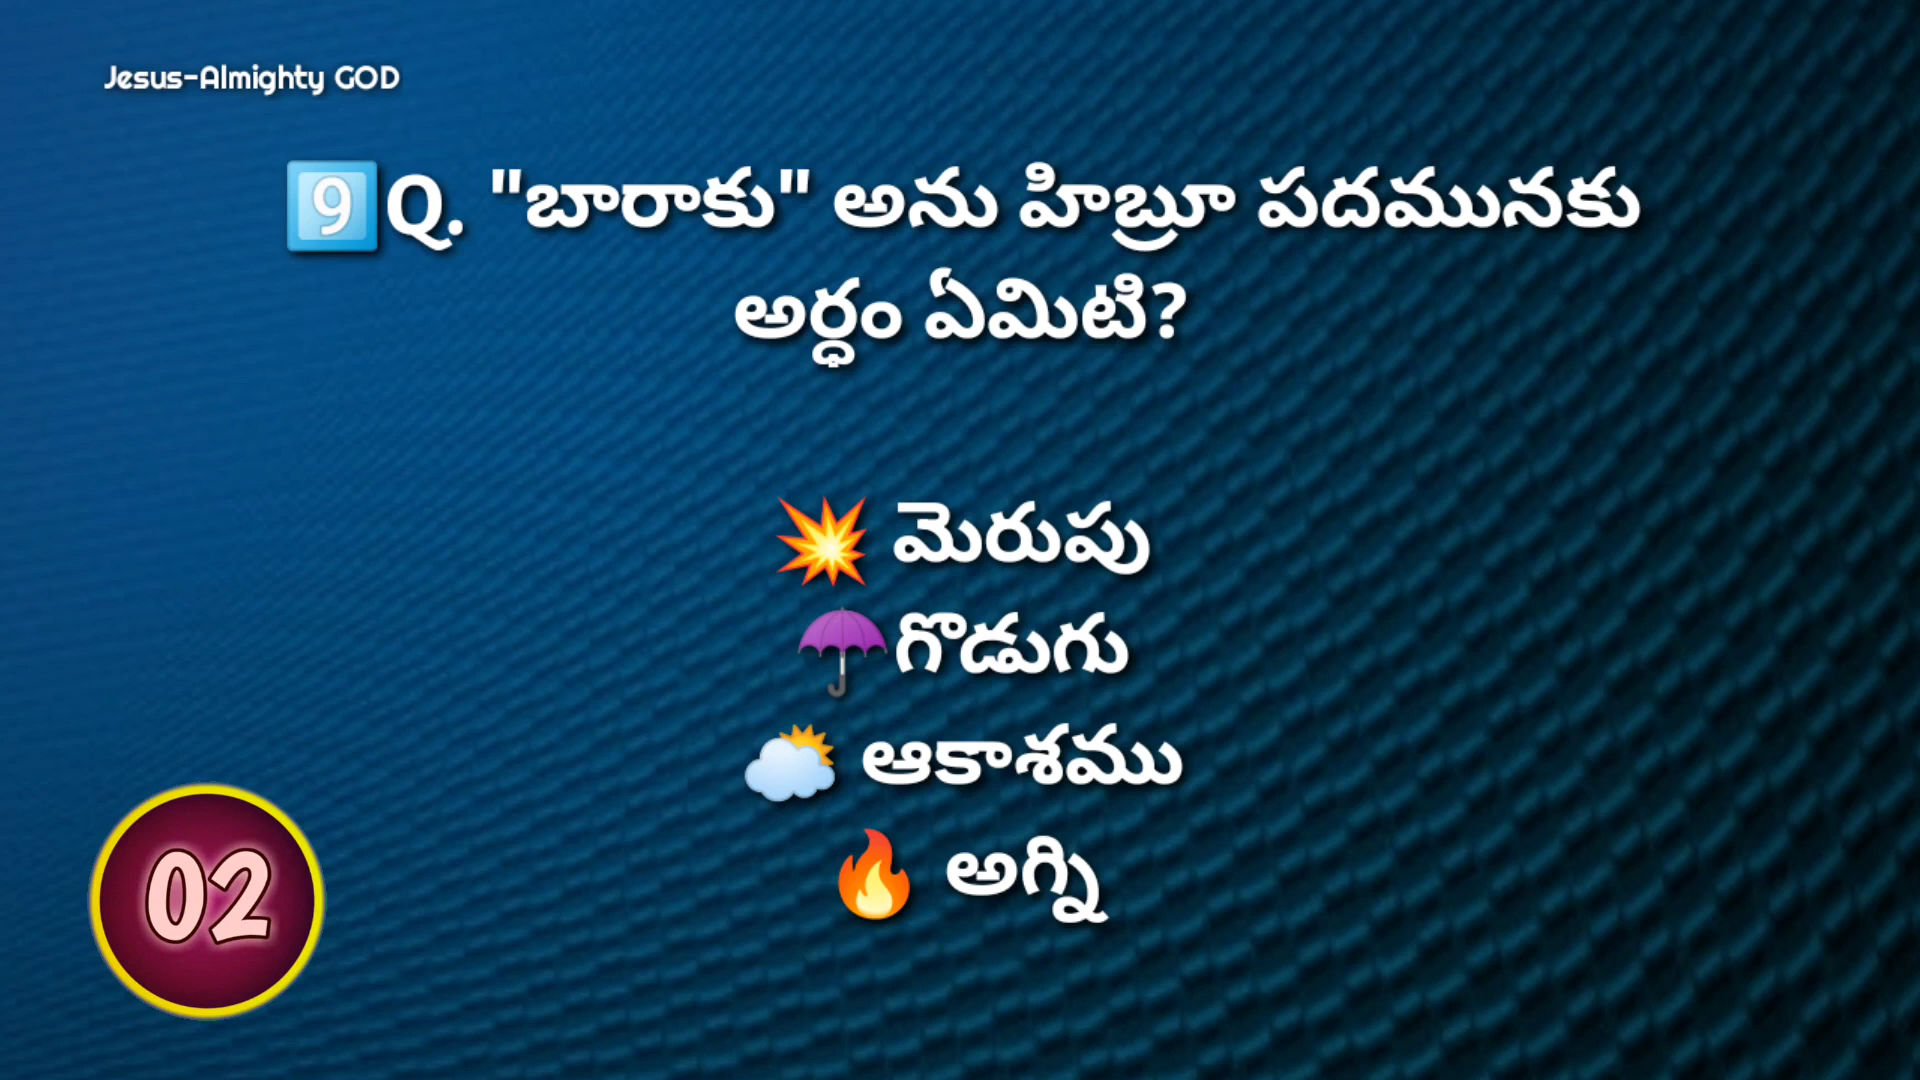 Jesus-Almighty GOD
9️⃣Q. "బారాకు" అను హిబ్రూ పదమునకు
అర్ధం ఏమిటి?
💥 మెరుపు
☂️గొడుగు
🌥️ ఆకాశము
🔥 అగ్ని
02